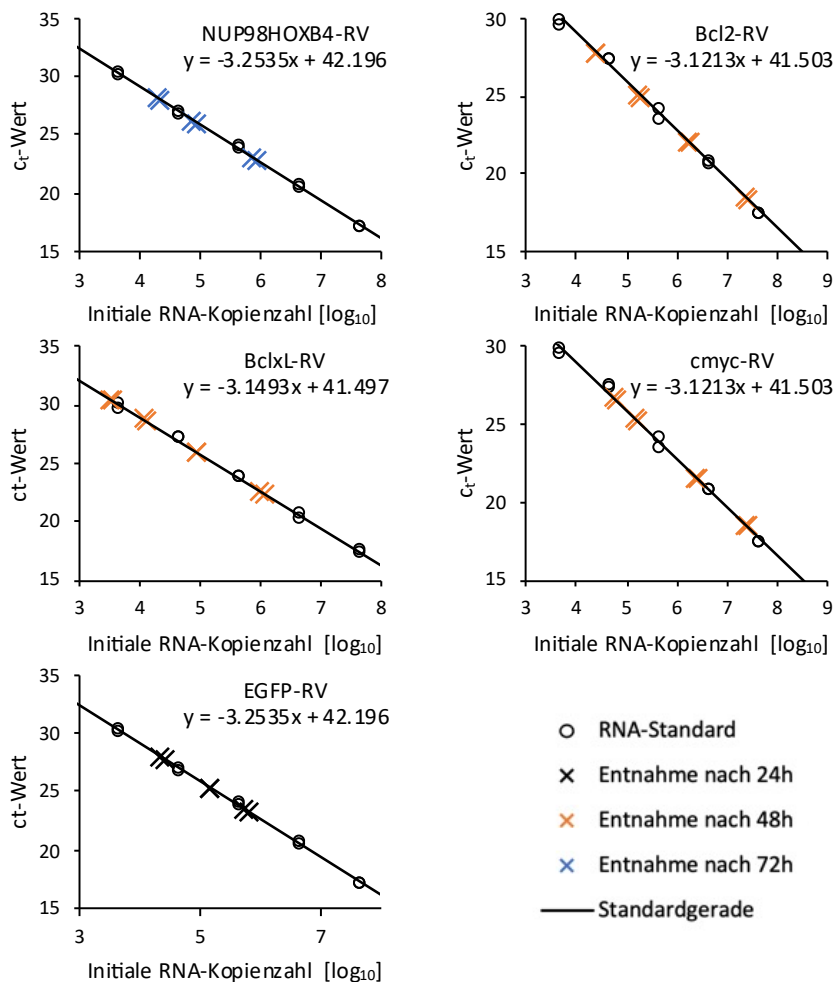 NUP98HOXB4-RV
y = -3.2535x + 42.196
35
30
25
20
15
cₜ-Wert
3 4 5 6 7 8
Initiale RNA-Kopienzahl [log₁₀]
Bcl2-RV
y = -3.1213x + 41.503
30
25
20
15
cₜ-Wert
3 4 5 6 7 8 9
Initiale RNA-Kopienzahl [log₁₀]
BclxL-RV
y = -3.1493x + 41.497
35
30
25
20
15
ct-Wert
3 4 5 6 7 8
Initiale RNA-Kopienzahl [log₁₀]
cmyc-RV
y = -3.1213x + 41.503
30
25
20
15
cₜ-Wert
3 4 5 6 7 8 9
Initiale RNA-Kopienzahl [log₁₀]
EGFP-RV
y = -3.2535x + 42.196
35
30
25
20
15
ct-Wert
3 5 7
Initiale RNA-Kopienzahl [log₁₀]
RNA-Standard
Entnahme nach 24h
Entnahme nach 48h
Entnahme nach 72h
Standardgerade